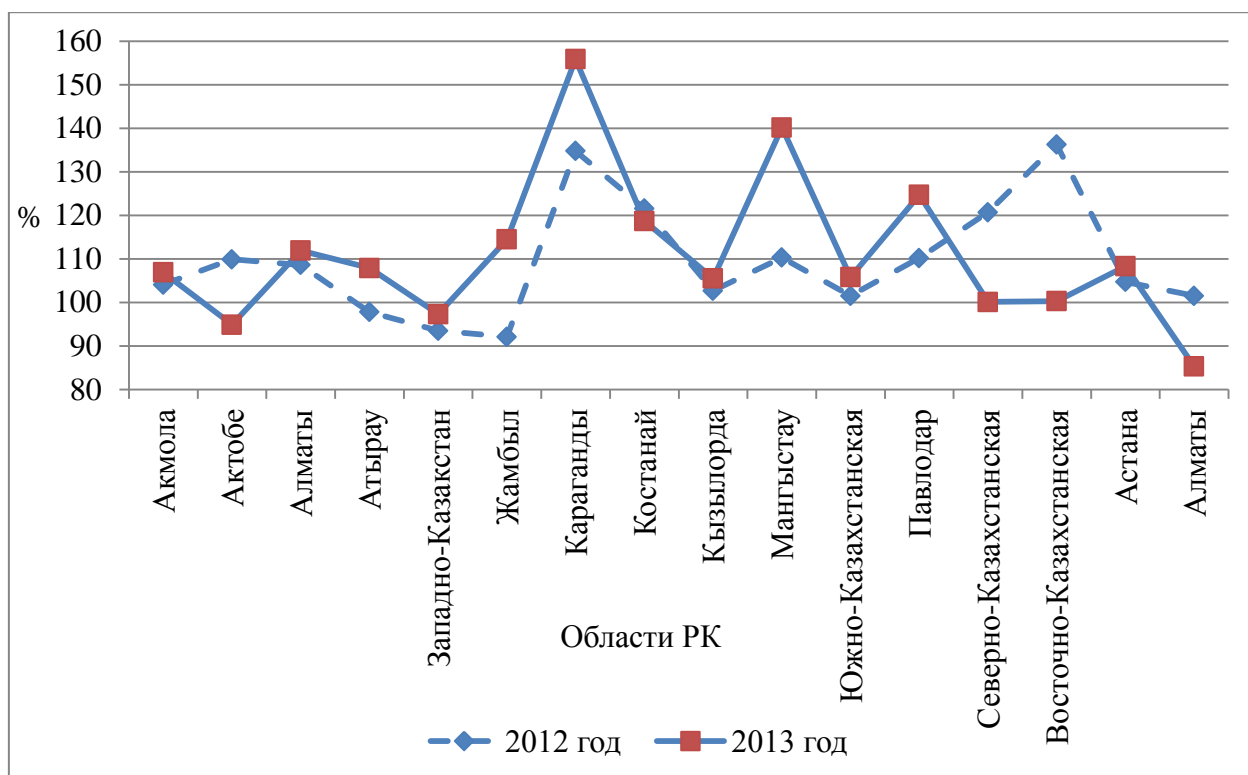 160
150
140
130
120
110
100
90
80
%
Акмола
Актобе
Алматы
Атырау
Западно-Казакстан
Жамбыл
Караганды
Костанай
Кызылорда
Мангыстау
Южно-Казахстанская
Павлодар
Северно-Казахстанская
Восточно-Казахстанская
Астана
Алматы
Области РК
2012 год
2013 год